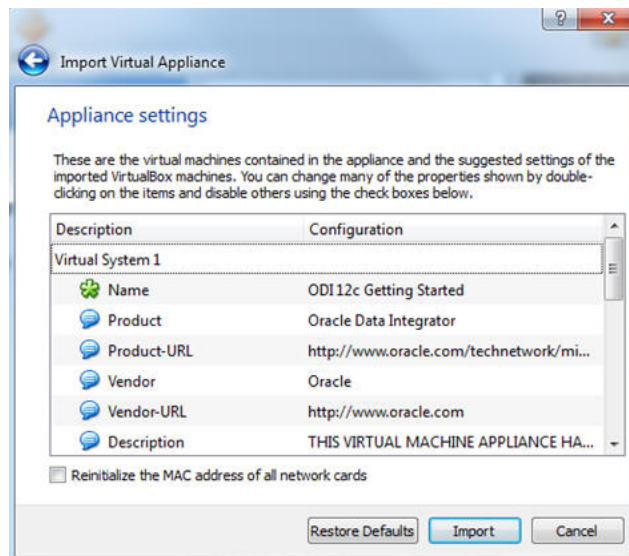 Import Virtual Appliance
Appliance settings
These are the virtual machines contained in the appliance and the suggested settings of the
imported VirtualBox machines. You can change many of the properties shown by double-
clicking on the items and disable others using the check boxes below.
Description Configuration
Virtual System 1
Name ODI 12c Getting Started
Product Oracle Data Integrator
Product-URL http://www.oracle.com/technetwork/mi...
Vendor Oracle
Vendor-URL http://www.oracle.com
Description THIS VIRTUAL MACHINE APPLIANCE HA...
Reinitialize the MAC address of all network cards
Restore Defaults Import Cancel